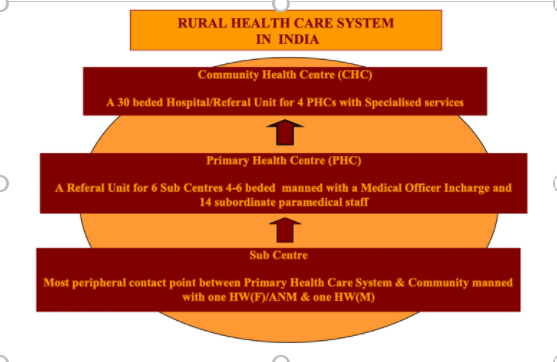 RURAL HEALTH CARE SYSTEM
IN INDIA
Community Health Centre (CHC)
A 30 beded Hospital/Referal Unit for 4 PHCs with Specialised services
Primary Health Centre (PHC)
A Referal Unit for 6 Sub Centres 4-6 beded manned with a Medical Officer Incharge and
14 subordinate paramedical staff
Sub Centre
Most peripheral contact point between Primary Health Care System & Community manned
with one HW(F)/ANM & one HW(M)